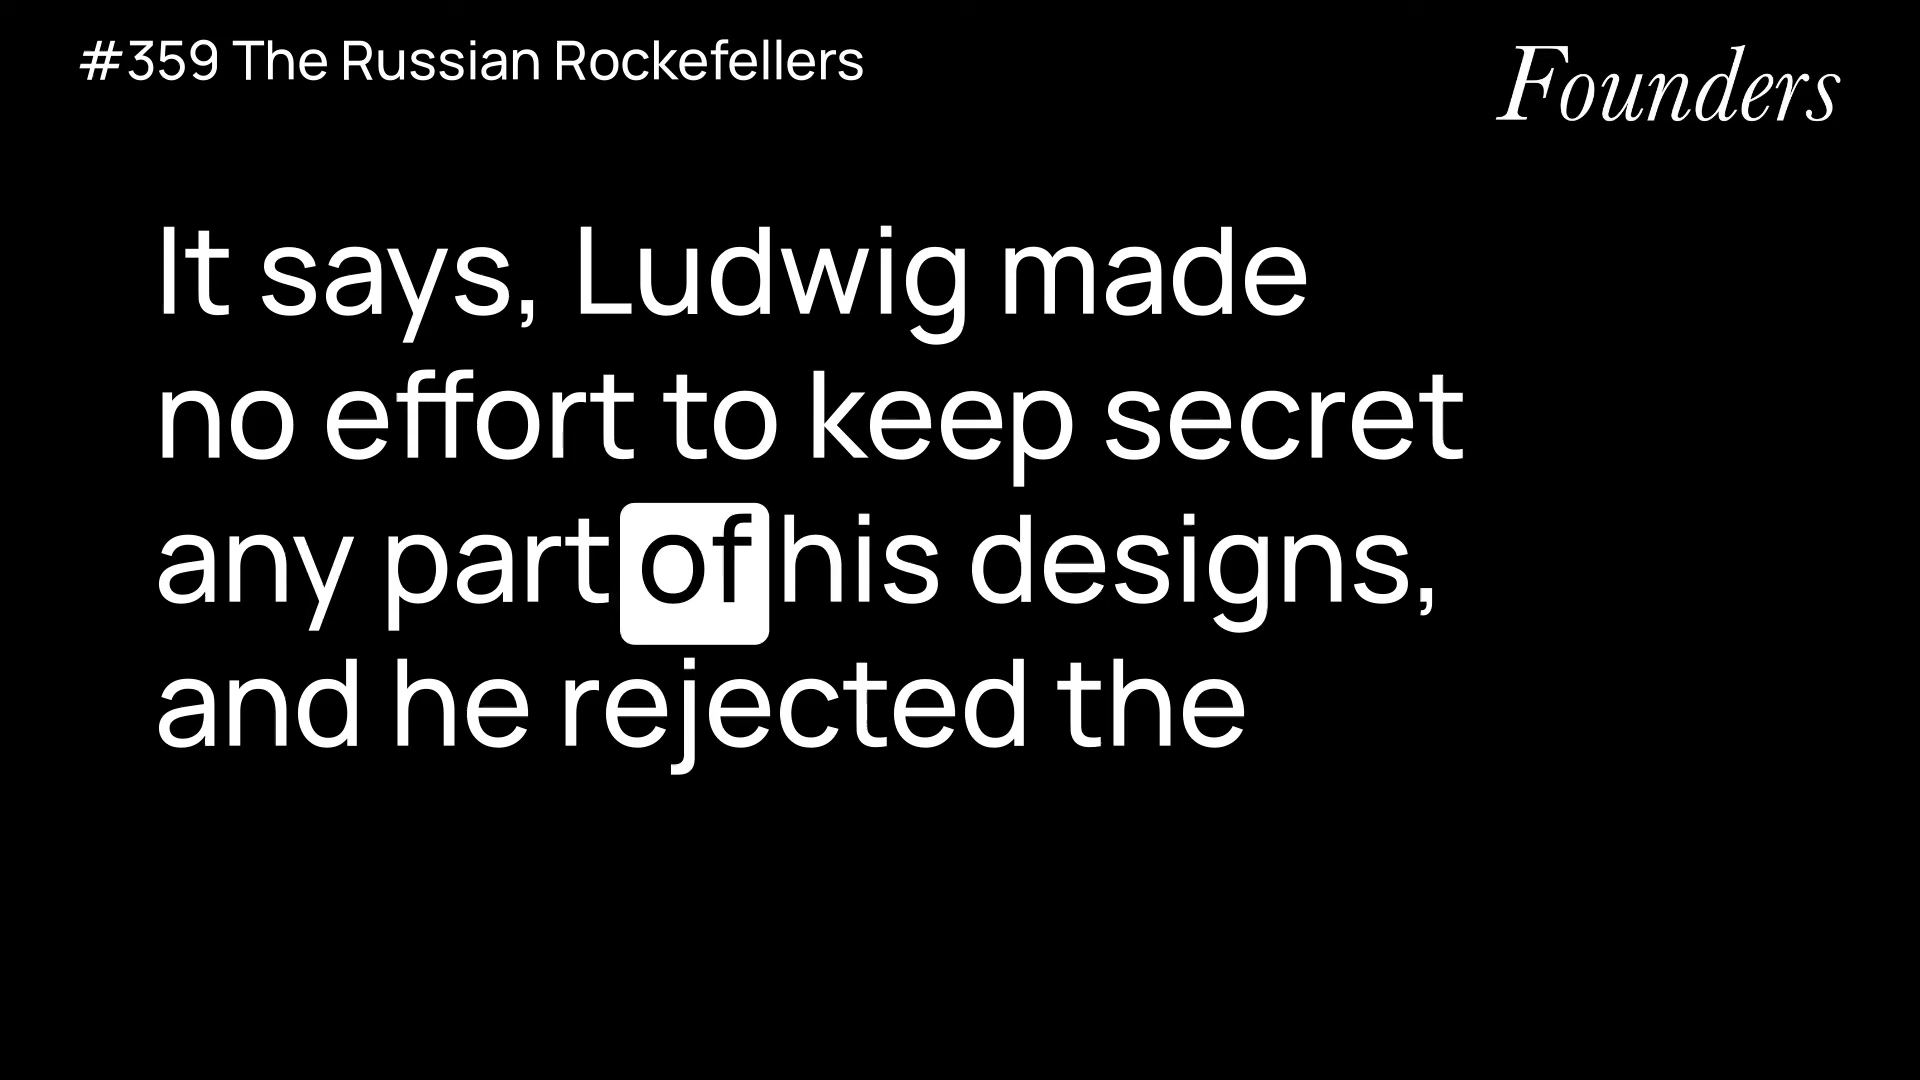 #359 The Russian Rockefellers
Founders
It says, Ludwig made
no effort to keep secret
any part of his designs,
and he rejected the